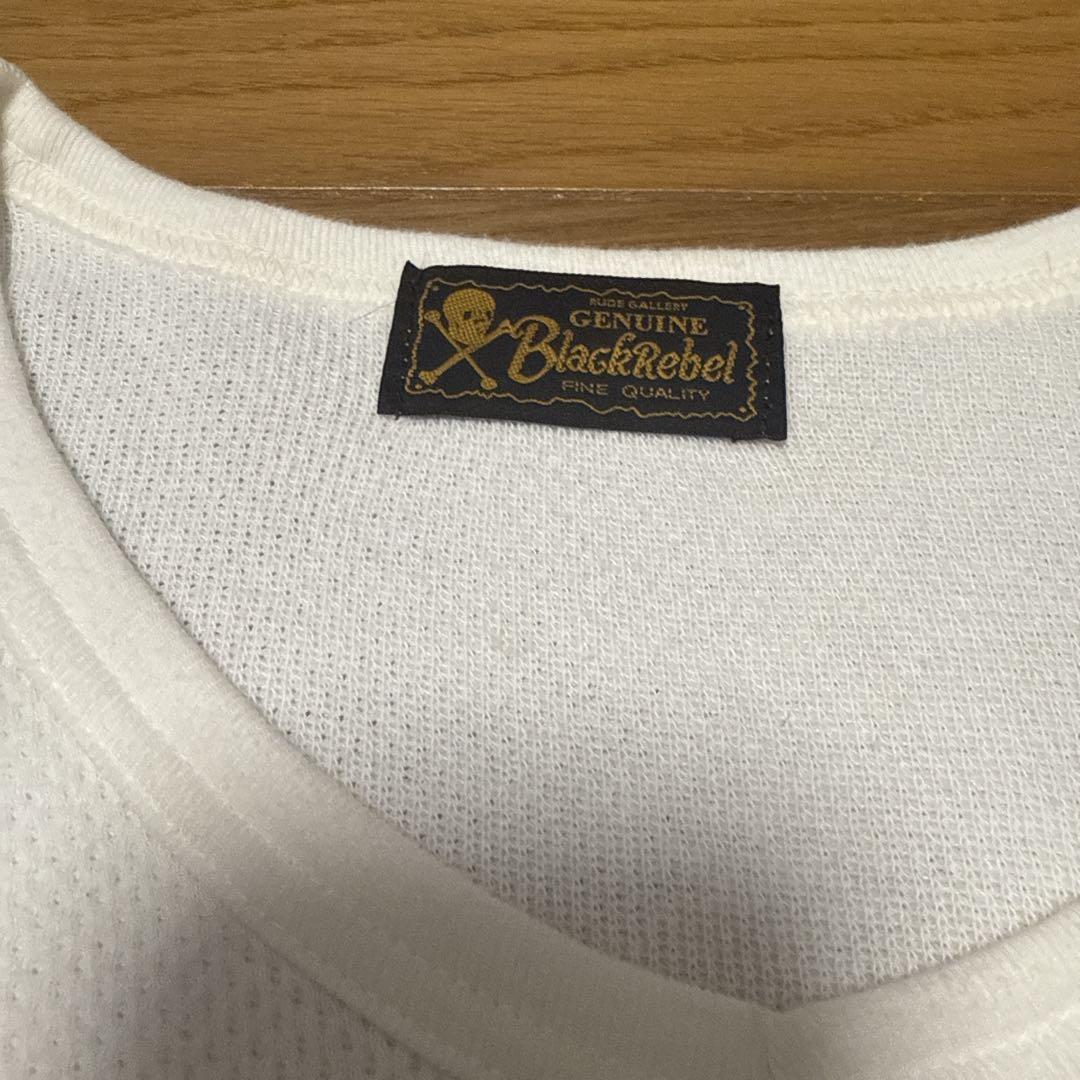 RUDE GALLERY
GENUINE
BlackRebel
FINE QUALITY